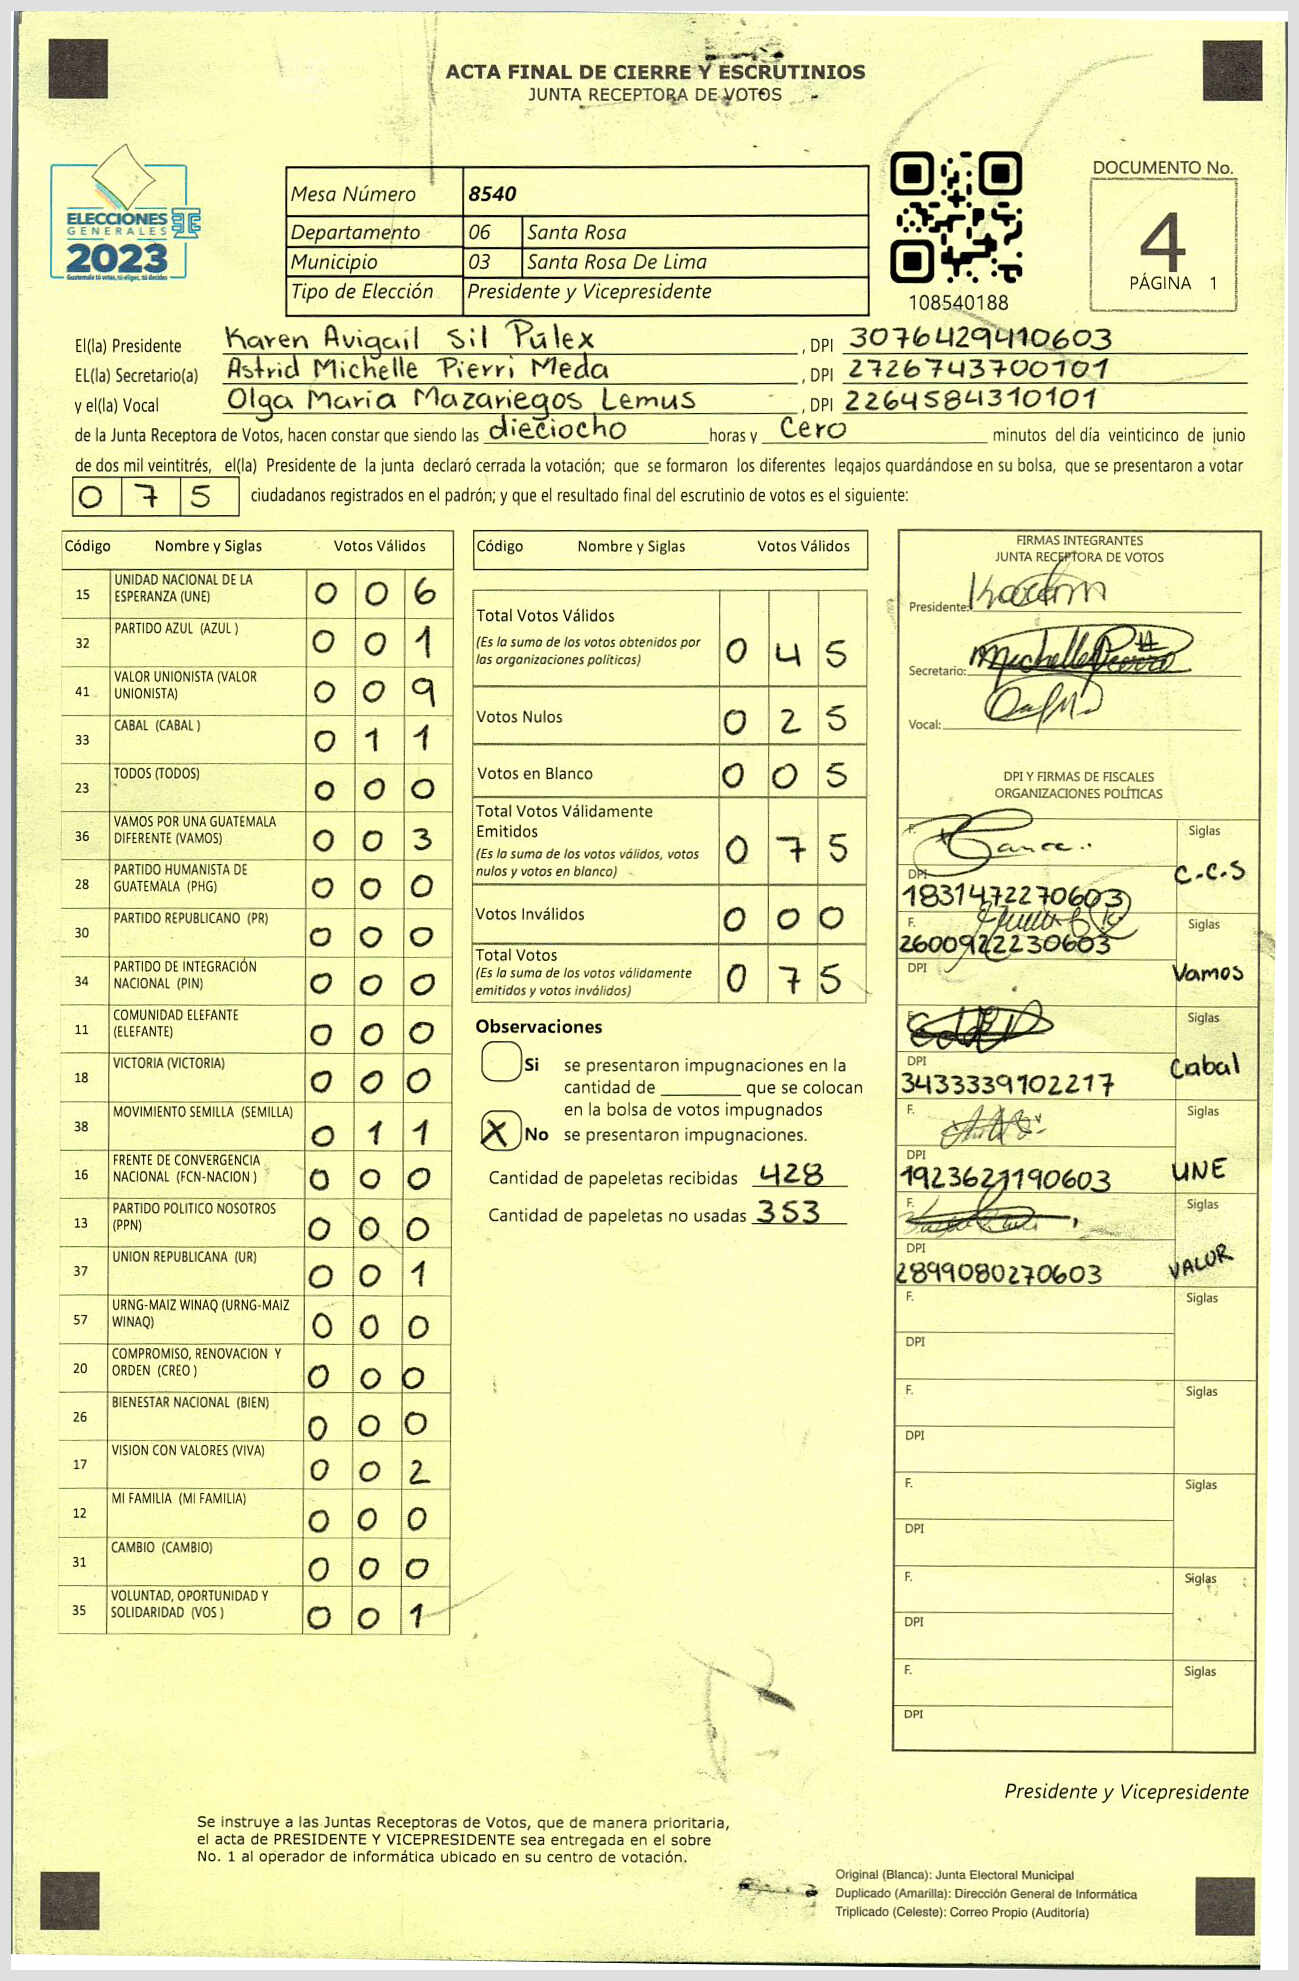 ACTA FINAL DE CIERRE Y ESCRUTINIOS
JUNTA RECEPTORA DE VOTOS
ELECCIONES
GENERALES
2023
Mesa Número 8540
Departamento 06 Santa Rosa
Municipio 03 Santa Rosa De Lima
Tipo de Elección Presidente y Vicepresidente
108540188
DOCUMENTO No.
4
PÁGINA 1
El(la) Presidente Karen Avigail Sil Púlex , DPI 3076429410603
EL(la) Secretario(a) Astrid Michelle Pierri Meda , DPI 2726743700101
y el(la) Vocal Olga Maria Mazariegos Lemus , DPI 2264584310101
de la Junta Receptora de Votos, hacen constar que siendo las dieciocho horas y Cero minutos del día veinticinco de junio
de dos mil veintitrés, el(la) Presidente de la junta declaró cerrada la votación; que se formaron los diferentes legajos guardándose en su bolsa, que se presentaron a votar
0 7 5 ciudadanos registrados en el padrón; y que el resultado final del escrutinio de votos es el siguiente:
Código Nombre y Siglas Votos Válidos
15 UNIDAD NACIONAL DE LA ESPERANZA (UNE) 0 0 6
32 PARTIDO AZUL (AZUL ) 0 0 1
41 VALOR UNIONISTA (VALOR UNIONISTA) 0 0 9
33 CABAL (CABAL ) 0 1 1
23 TODOS (TODOS) 0 0 0
36 VAMOS POR UNA GUATEMALA DIFERENTE (VAMOS) 0 0 3
28 PARTIDO HUMANISTA DE GUATEMALA (PHG) 0 0 0
30 PARTIDO REPUBLICANO (PR) 0 0 0
34 PARTIDO DE INTEGRACIÓN NACIONAL (PIN) 0 0 0
11 COMUNIDAD ELEFANTE (ELEFANTE) 0 0 0
18 VICTORIA (VICTORIA) 0 0 0
38 MOVIMIENTO SEMILLA (SEMILLA) 0 1 1
16 FRENTE DE CONVERGENCIA NACIONAL (FCN-NACION ) 0 0 0
13 PARTIDO POLITICO NOSOTROS (PPN) 0 0 0
37 UNION REPUBLICANA (UR) 0 0 1
57 URNG-MAIZ WINAQ (URNG-MAIZ WINAQ) 0 0 0
20 COMPROMISO, RENOVACION Y ORDEN (CREO ) 0 0 0
26 BIENESTAR NACIONAL (BIEN) 0 0 0
17 VISION CON VALORES (VIVA) 0 0 2
12 MI FAMILIA (MI FAMILIA) 0 0 0
31 CAMBIO (CAMBIO) 0 0 0
35 VOLUNTAD, OPORTUNIDAD Y SOLIDARIDAD (VOS ) 0 0 1
Código Nombre y Siglas Votos Válidos
Total Votos Válidos
(Es la suma de los votos obtenidos por
las organizaciones políticas) 0 4 5
Votos Nulos 0 2 5
Votos en Blanco 0 0 5
Total Votos Válidamente
Emitidos
(Es la suma de los votos válidos, votos
nulos y votos en blanco) 0 7 5
Votos Inválidos 0 0 0
Total Votos
(Es la suma de los votos válidamente
emitidos y votos inválidos) 0 7 5
Observaciones
Si se presentaron impugnaciones en la
cantidad de ________ que se colocan
en la bolsa de votos impugnados
X No se presentaron impugnaciones.
Cantidad de papeletas recibidas 428
Cantidad de papeletas no usadas 353
FIRMAS INTEGRANTES
JUNTA RECEPTORA DE VOTOS
Presidente:
Secretario:
Vocal:
DPI Y FIRMAS DE FISCALES
ORGANIZACIONES POLÍTICAS
F. Siglas
DPI 1831472270603 C.C.S
F. Siglas
2600922230603
DPI Vamos
F. Siglas
DPI 3433339102217 Cabal
F. Siglas
DPI 1923621190603 UNE
F. Siglas
DPI 2899080270603 VALOR
F. Siglas
DPI
F. Siglas
DPI
F. Siglas
DPI
F. Siglas
DPI
F. Siglas
DPI
Presidente y Vicepresidente
Se instruye a las Juntas Receptoras de Votos, que de manera prioritaria,
el acta de PRESIDENTE Y VICEPRESIDENTE sea entregada en el sobre
No. 1 al operador de informática ubicado en su centro de votación.
Original (Blanca): Junta Electoral Municipal
Duplicado (Amarilla): Dirección General de Informática
Triplicado (Celeste): Correo Propio (Auditoría)